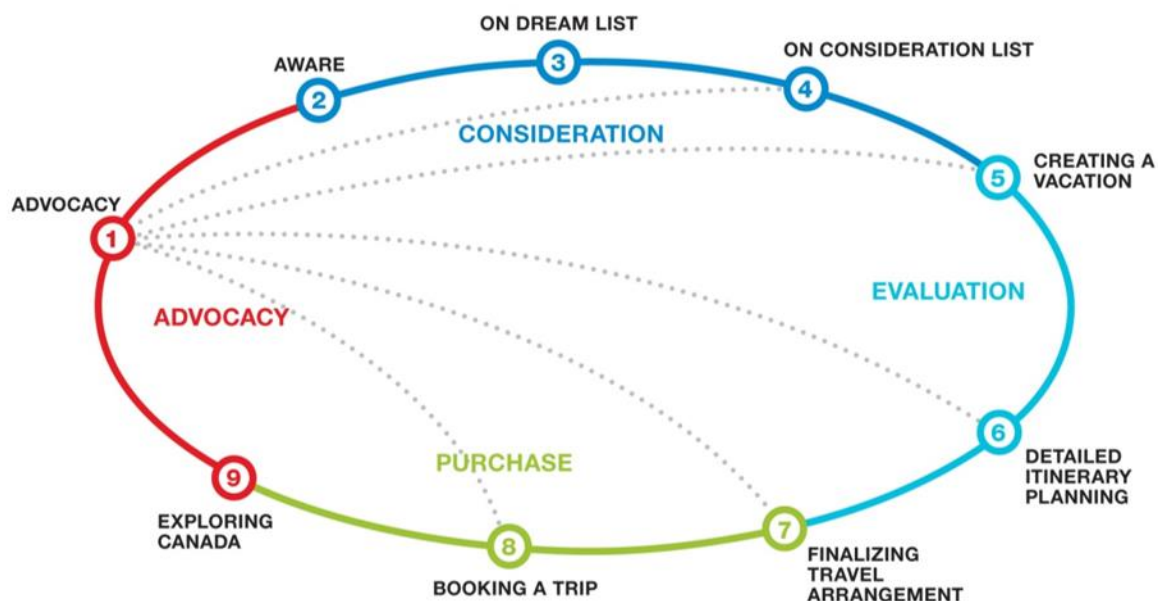 ON DREAM LIST
3
ON CONSIDERATION LIST
4
AWARE
2
CONSIDERATION
CREATING A
VACATION
5
ADVOCACY
1
EVALUATION
ADVOCACY
6
DETAILED
ITINERARY
PLANNING
PURCHASE
9
EXPLORING
CANADA
7
FINALIZING
TRAVEL
ARRANGEMENT
8
BOOKING A TRIP